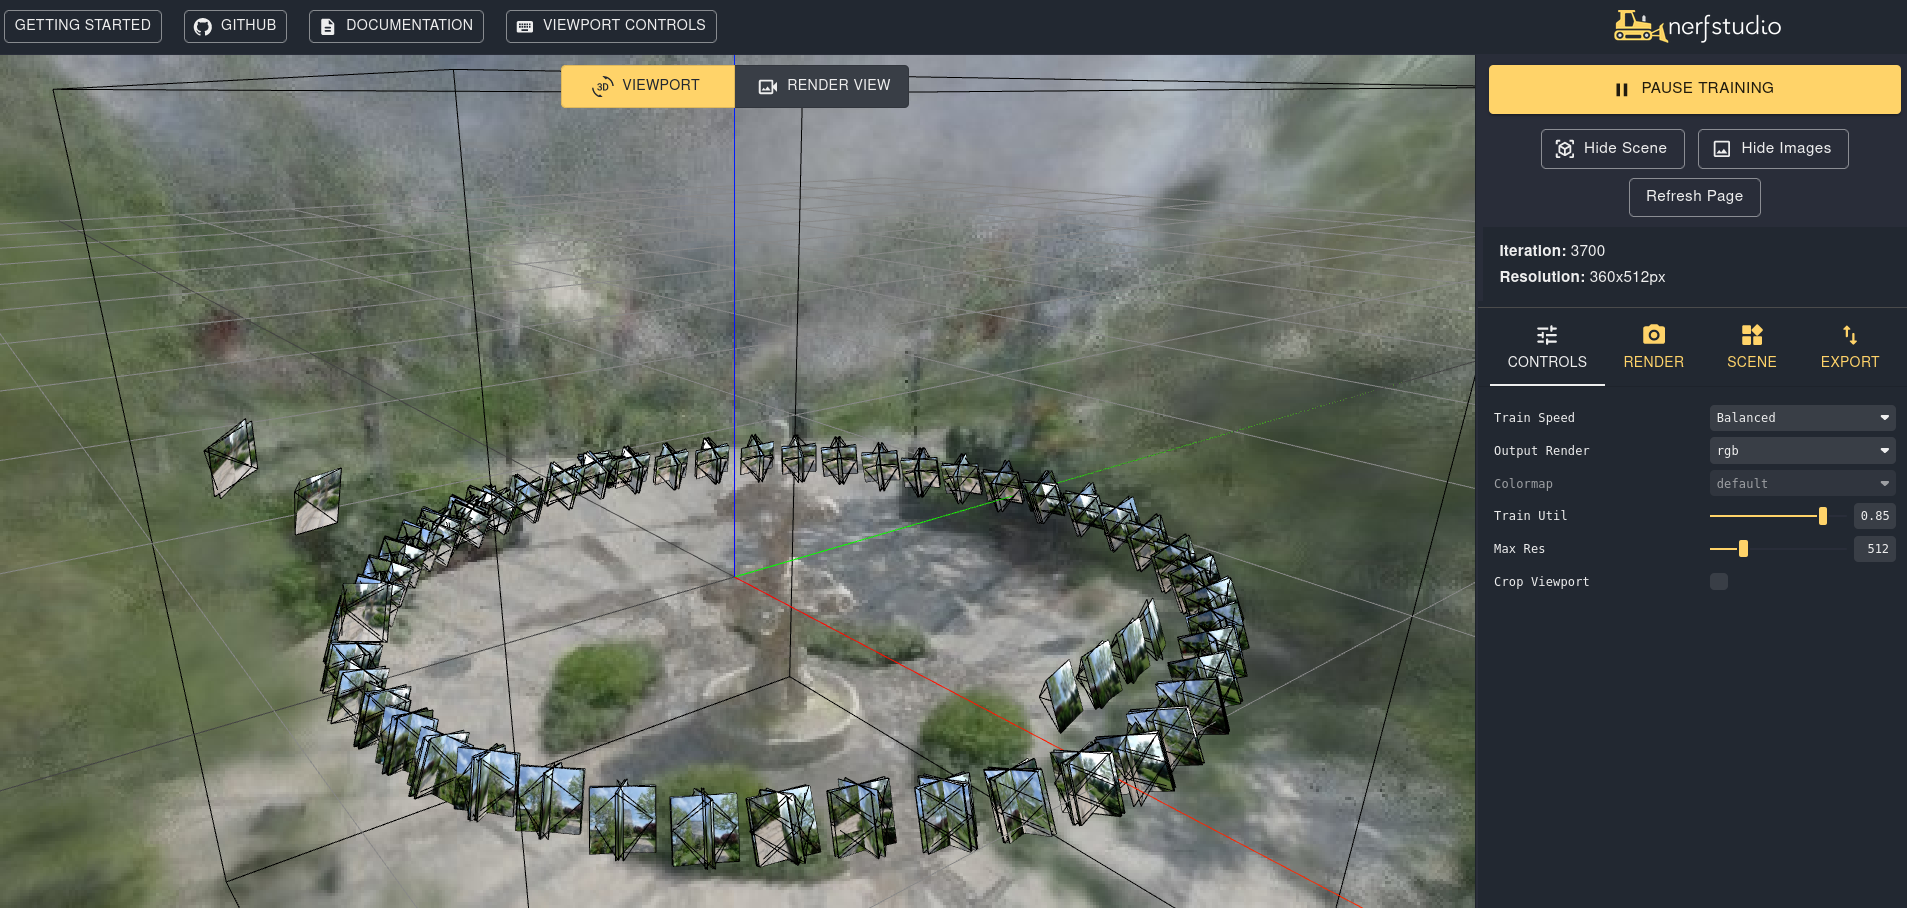 GETTING STARTED
GITHUB
DOCUMENTATION
VIEWPORT CONTROLS
nerfstudio
VIEWPORT
RENDER VIEW
PAUSE TRAINING
Hide Scene
Hide Images
Refresh Page
Iteration: 3700
Resolution: 360x512px
CONTROLS
RENDER
SCENE
EXPORT
Train Speed
Balanced
Output Render
rgb
Colormap
default
Train Util
0.85
Max Res
512
Crop Viewport
3D